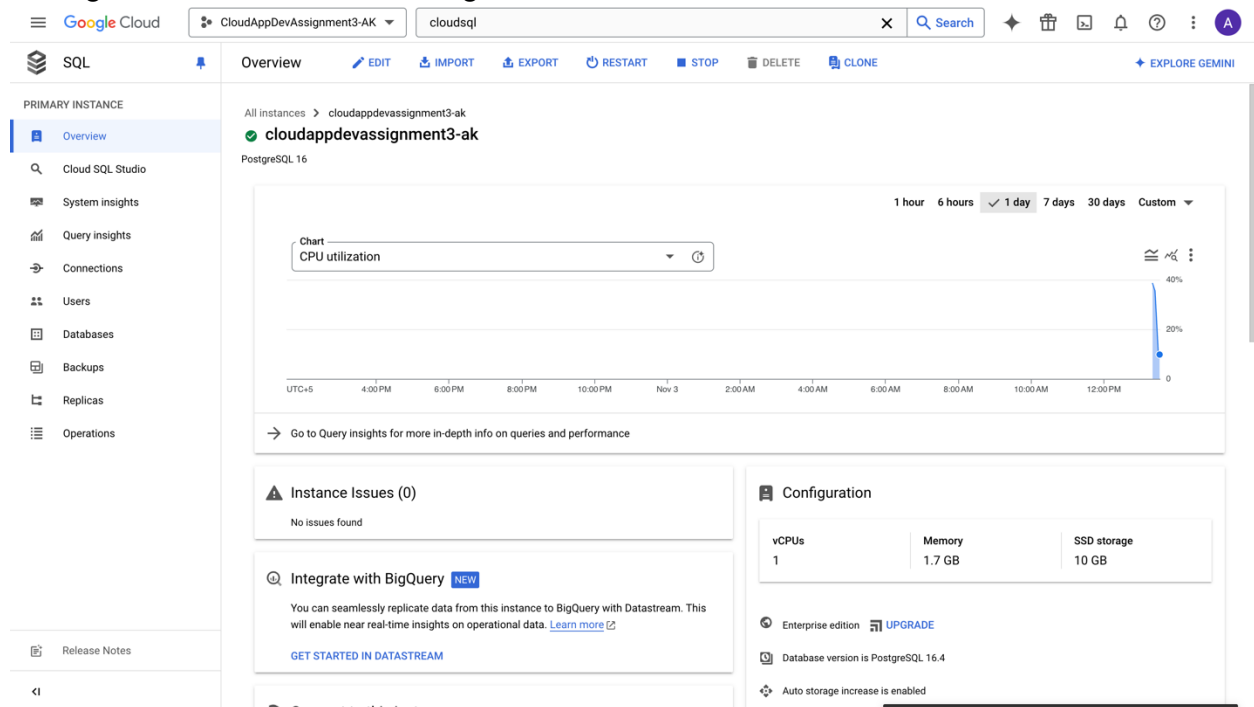 Google Cloud
CloudAppDevAssignment3-AK
cloudsql
Search
A
SQL
Overview
EDIT
IMPORT
EXPORT
RESTART
STOP
DELETE
CLONE
EXPLORE GEMINI
PRIMARY INSTANCE
Overview
Cloud SQL Studio
System insights
Query insights
Connections
Users
Databases
Backups
Replicas
Operations
Release Notes
All instances > cloudappdevassignment3-ak
cloudappdevassignment3-ak
PostgreSQL 16
1 hour 6 hours 1 day 7 days 30 days Custom
Chart
CPU utilization
40%
20%
0
UTC+5 4:00 PM 6:00 PM 8:00 PM 10:00 PM Nov 3 2:00 AM 4:00 AM 6:00 AM 8:00 AM 10:00 AM 12:00 PM
Go to Query insights for more in-depth info on queries and performance
Instance Issues (0)
No issues found
Integrate with BigQuery NEW
You can seamlessly replicate data from this instance to BigQuery with Datastream. This
will enable near real-time insights on operational data. Learn more
GET STARTED IN DATASTREAM
Configuration
vCPUs Memory SSD storage
1 1.7 GB 10 GB
Enterprise edition UPGRADE
Database version is PostgreSQL 16.4
Auto storage increase is enabled